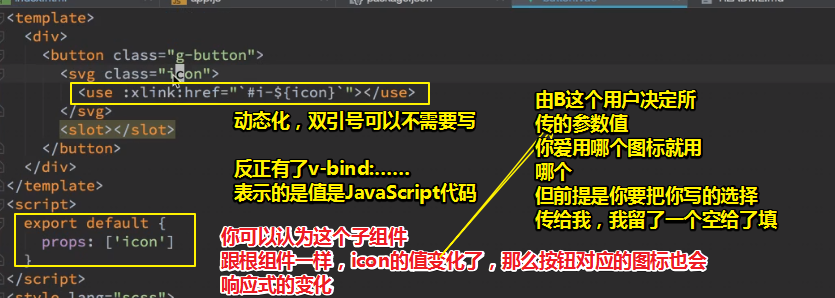 <template>
<div>
<button class="g-button">
<svg class="icon">
<use :xlink:href="`#i-${icon}`"></use>
</svg>
<slot></slot>
</button>
</div>
</template>
<script>
export default {
props: ['icon']
}
</script>
<style lang="scss">
动态化，双引号可以不需要写
反正有了v-bind:……
表示的是值是JavaScript代码
由B这个用户决定所
传的参数值
你爱用哪个图标就用
哪个
但前提是你要把你写的选择
传给我，我留了一个空给了填
你可以认为这个子组件
跟根组件一样，icon的值变化了，那么按钮对应的图标也会
响应式的变化